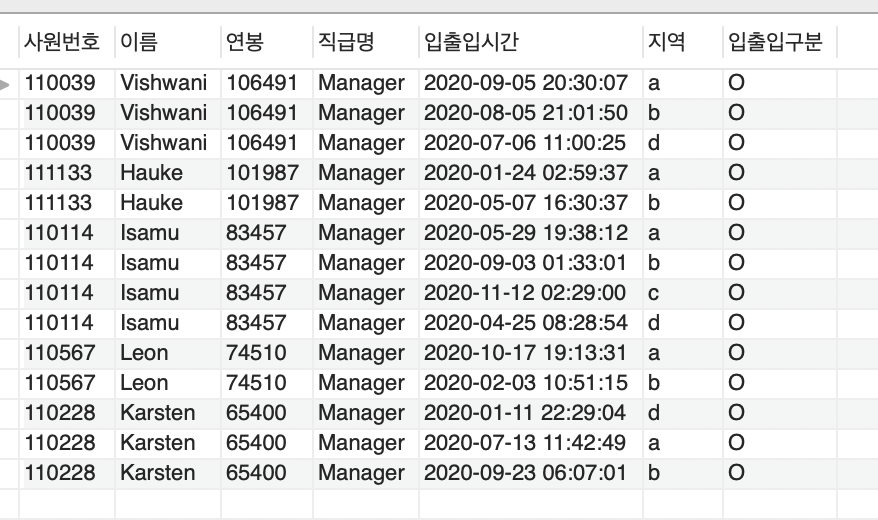 사원번호 이름 연봉 직급명 입출입시간 지역 입출입구분
110039 Vishwani 106491 Manager 2020-09-05 20:30:07 a O
110039 Vishwani 106491 Manager 2020-08-05 21:01:50 b O
110039 Vishwani 106491 Manager 2020-07-06 11:00:25 d O
111133 Hauke 101987 Manager 2020-01-24 02:59:37 a O
111133 Hauke 101987 Manager 2020-05-07 16:30:37 b O
110114 Isamu 83457 Manager 2020-05-29 19:38:12 a O
110114 Isamu 83457 Manager 2020-09-03 01:33:01 b O
110114 Isamu 83457 Manager 2020-11-12 02:29:00 c O
110114 Isamu 83457 Manager 2020-04-25 08:28:54 d O
110567 Leon 74510 Manager 2020-10-17 19:13:31 a O
110567 Leon 74510 Manager 2020-02-03 10:51:15 b O
110228 Karsten 65400 Manager 2020-01-11 22:29:04 d O
110228 Karsten 65400 Manager 2020-07-13 11:42:49 a O
110228 Karsten 65400 Manager 2020-09-23 06:07:01 b O